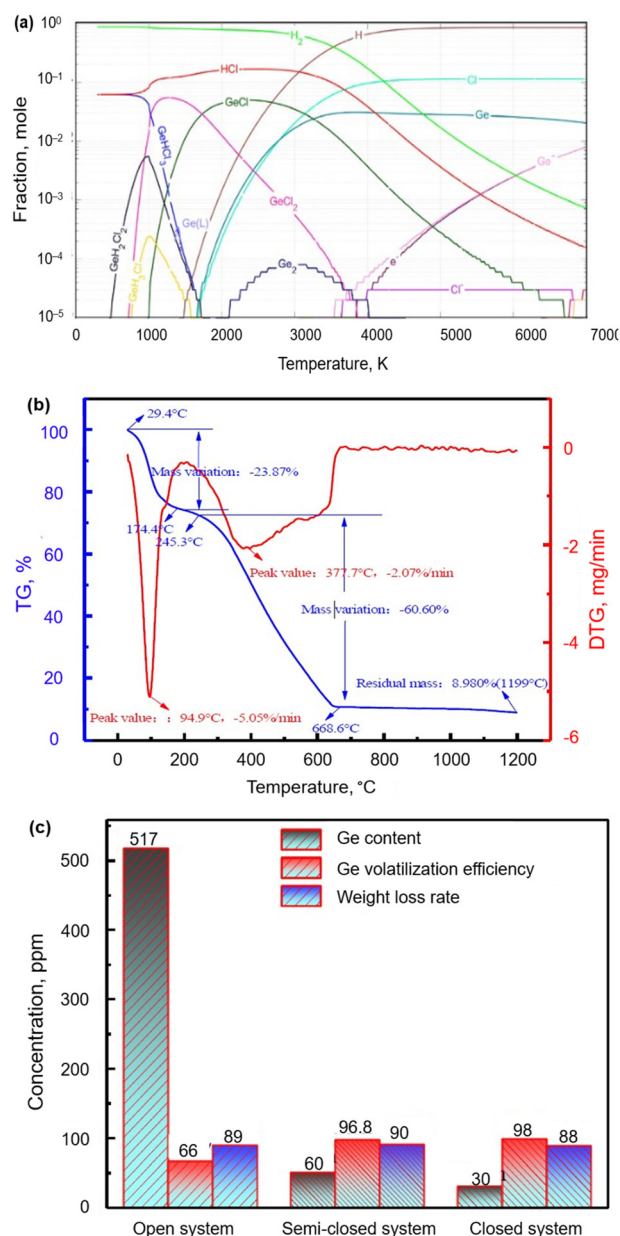 (a)
10⁰
10⁻¹
10⁻²
10⁻³
10⁻⁴
10⁻⁵
Fraction, mole
H₂
H
HCl
Cl
GeCl
Ge
GeHCl₃
Ge⁺
Ge(L)
GeCl₂
GeH₂Cl₂
GeH₃Cl
Ge₂
e⁻
Cl⁻
0 1000 2000 3000 4000 5000 6000 7000
Temperature, K
(b)
29.4°C
100
80
60
40
20
0
TG, %
Mass variation：-23.87%
174.4°C
245.3°C
Peak value：377.7°C，-2.07%/min
Mass variation：-60.60%
Residual mass：8.980%(1199°C)
Peak value：：94.9°C，-5.05%/min
668.6°C
0
-2
-4
-6
DTG, mg/min
0 200 400 600 800 1000 1200
Temperature, °C
(c)
517
500
400
300
200
100
0
Concentration, ppm
Ge content
Ge volatilization efficiency
Weight loss rate
66 89
60 96.8 90
30 98 88
Open system Semi-closed system Closed system